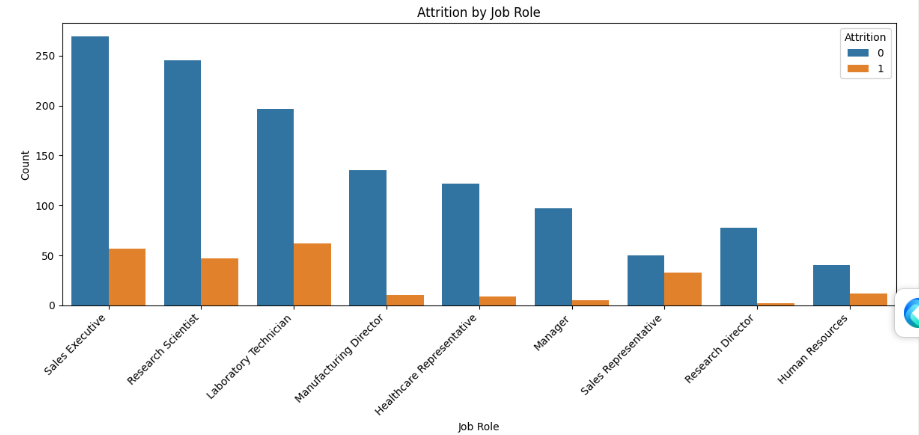 Attrition by Job Role
Attrition
0
1
250
200
150
100
50
0
Count
Sales Executive
Research Scientist
Laboratory Technician
Manufacturing Director
Healthcare Representative
Manager
Sales Representative
Research Director
Human Resources
Job Role